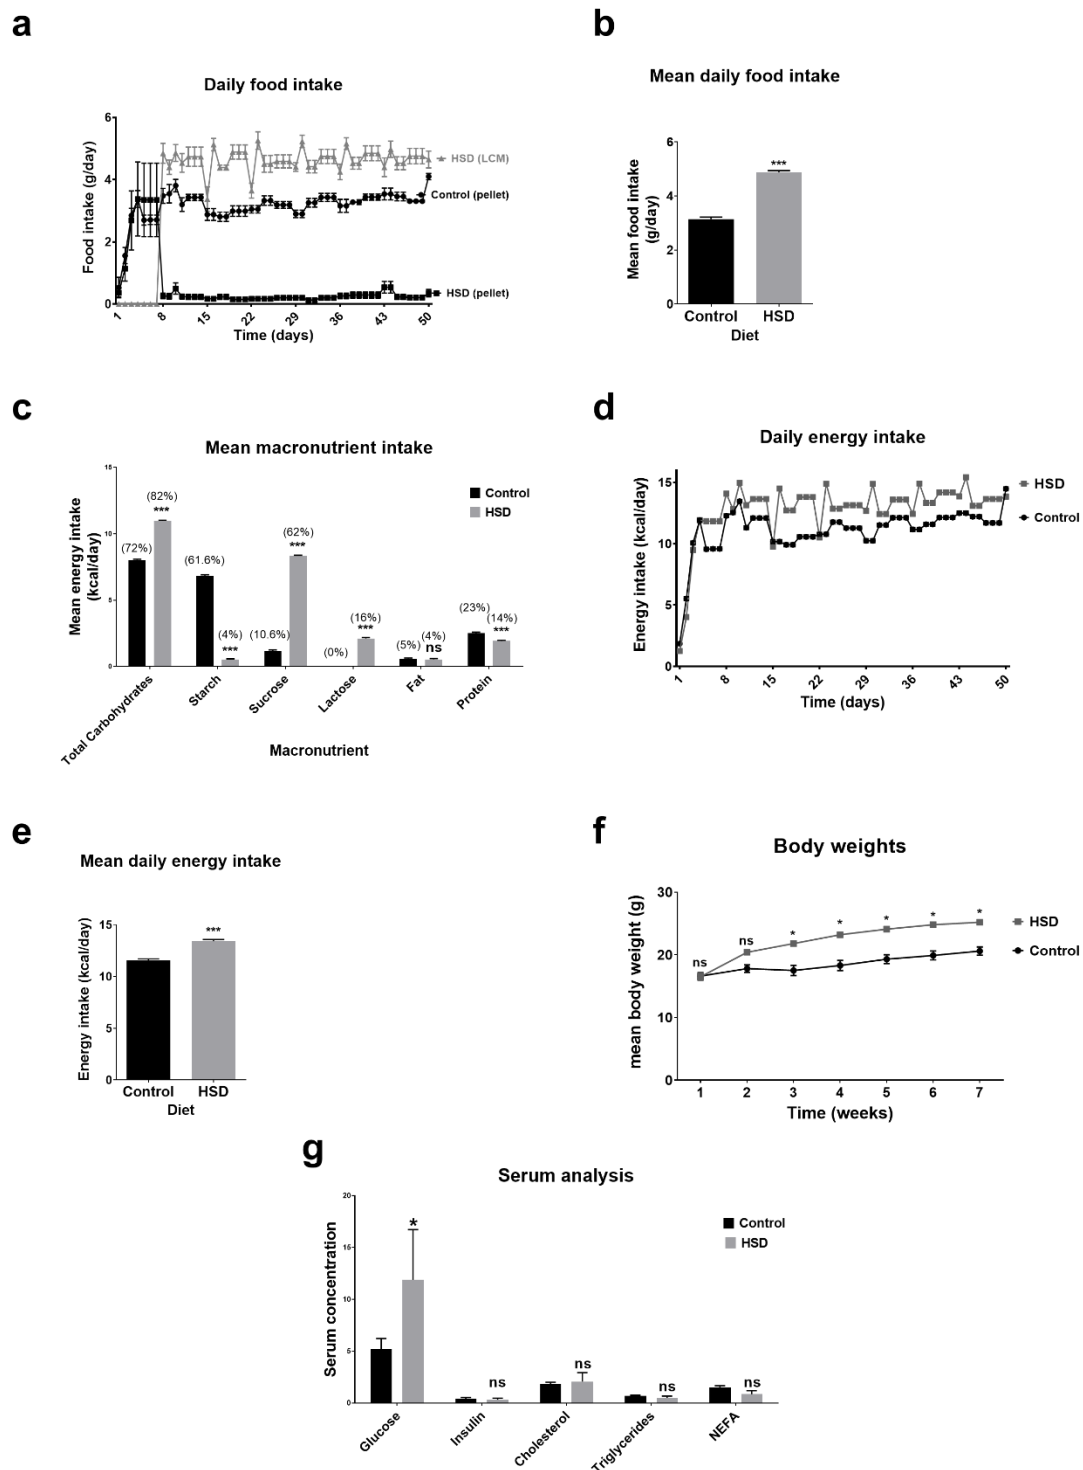 a
Daily food intake
Food intake (g/day)
6
4
2
0
HSD (LCM)
Control (pellet)
HSD (pellet)
1 8 15 22 29 36 43 50
Time (days)
b
Mean daily food intake
Mean food intake
(g/day)
6
4
2
0
***
Control HSD
Diet
c
Mean macronutrient intake
Mean energy intake
(kcal/day)
15
10
5
0
Control
HSD
(72%) (82%) ***
(61.6%) (4%) ***
(10.6%) (62%) ***
(0%) (16%) ***
(5%) (4%) ns
(23%) (14%) ***
Total Carbohydrates Starch Sucrose Lactose Fat Protein
Macronutrient
d
Daily energy intake
Energy intake (kcal/day)
15
10
5
0
HSD
Control
1 8 15 22 29 36 43 50
Time (days)
e
Mean daily energy intake
Energy intake (kcal/day)
15
10
5
0
***
Control HSD
Diet
f
Body weights
mean body weight (g)
30
20
10
0
ns ns * * * * *
HSD
Control
1 2 3 4 5 6 7
Time (weeks)
g
Serum analysis
Serum concentration
20
15
10
5
0
Control
HSD
* ns ns ns ns
Glucose Insulin Cholesterol Triglycerides NEFA